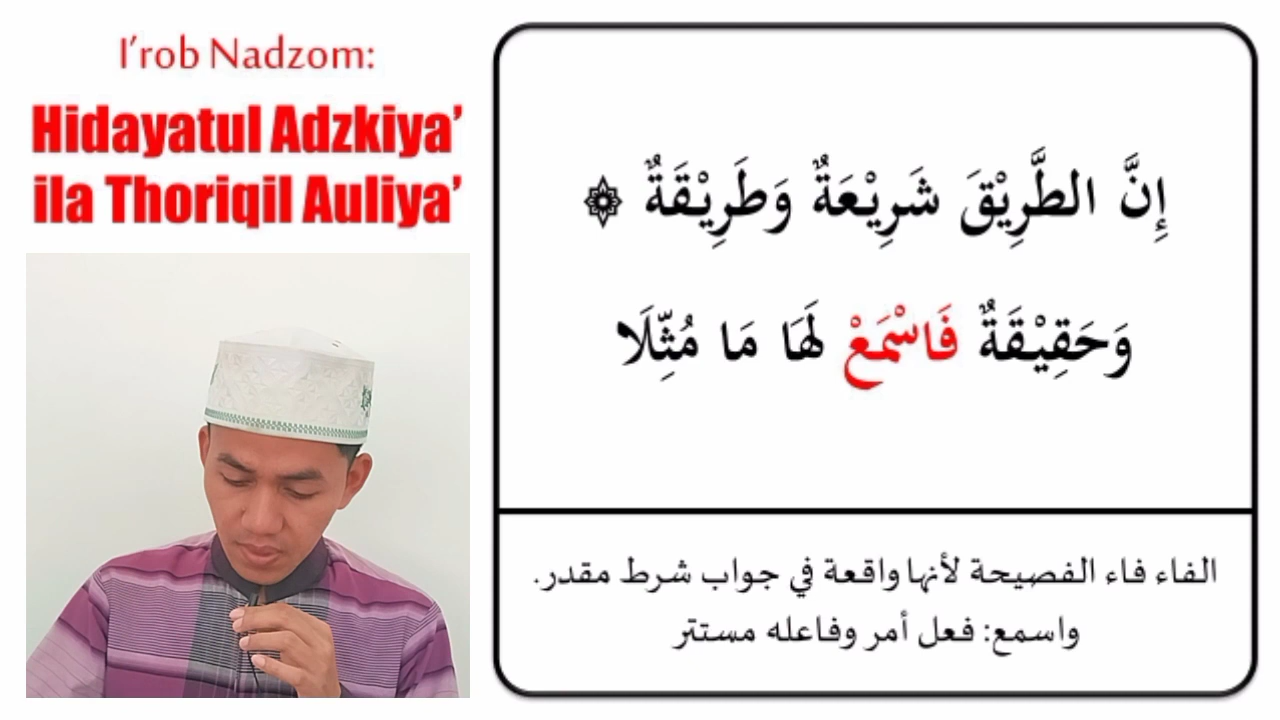 I’rob Nadzom:
Hidayatul Adzkiya’
ila Thoriqil Auliya’
إِنَّ الطَّرِيْقَ شَرِيْعَةٌ وَطَرِيْقَةٌ ۞
وَحَقِيْقَةٌ فَاسْمَعْ لَهَا مَا مُثِّلَا
الفاء فاء الفصيحة لأنها واقعة في جواب شرط مقدر.
واسمع: فعل أمر وفاعله مستتر